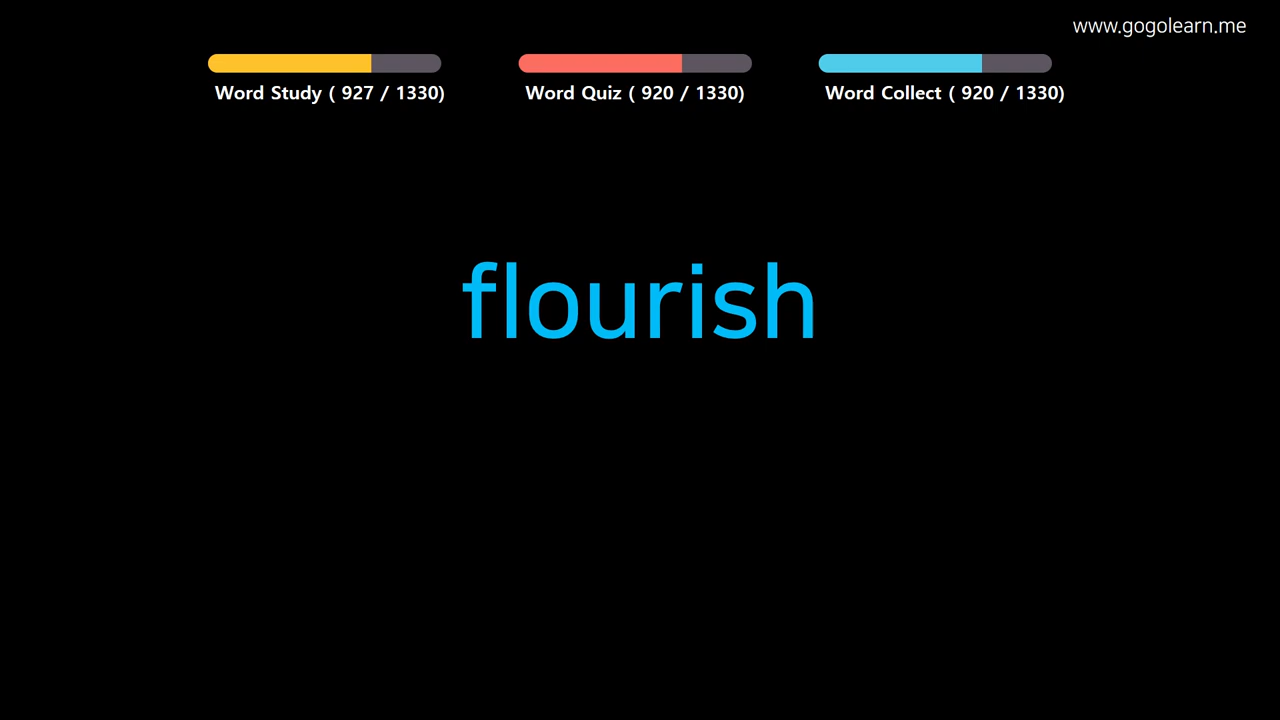 www.gogolearn.me
Word Study ( 927 / 1330)
Word Quiz ( 920 / 1330)
Word Collect ( 920 / 1330)
flourish